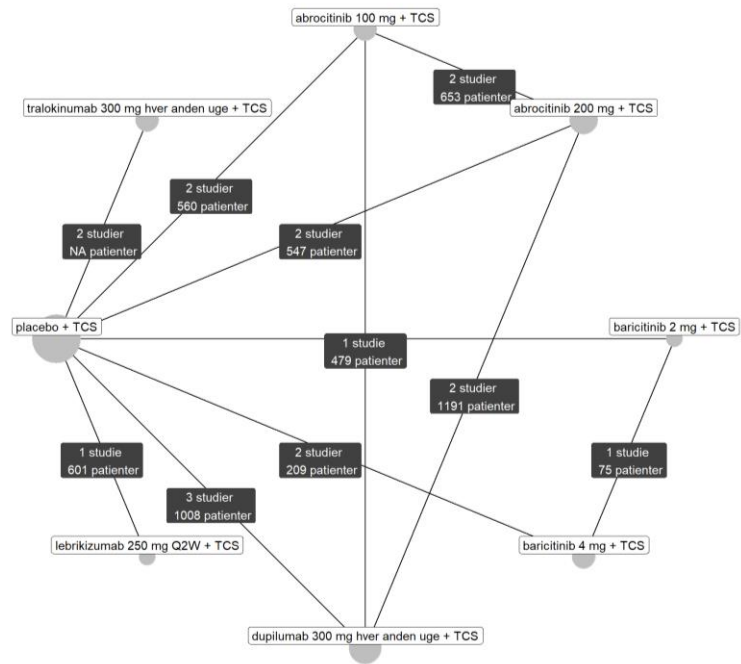 abrocitinib 100 mg + TCS
2 studier
653 patienter
tralokinumab 300 mg hver anden uge + TCS
abrocitinib 200 mg + TCS
2 studier
560 patienter
2 studier
NA patienter
2 studier
547 patienter
placebo + TCS
baricitinib 2 mg + TCS
1 studie
479 patienter
2 studier
1191 patienter
1 studie
601 patienter
2 studier
209 patienter
1 studie
75 patienter
3 studier
1008 patienter
lebrikizumab 250 mg Q2W + TCS
baricitinib 4 mg + TCS
dupilumab 300 mg hver anden uge + TCS